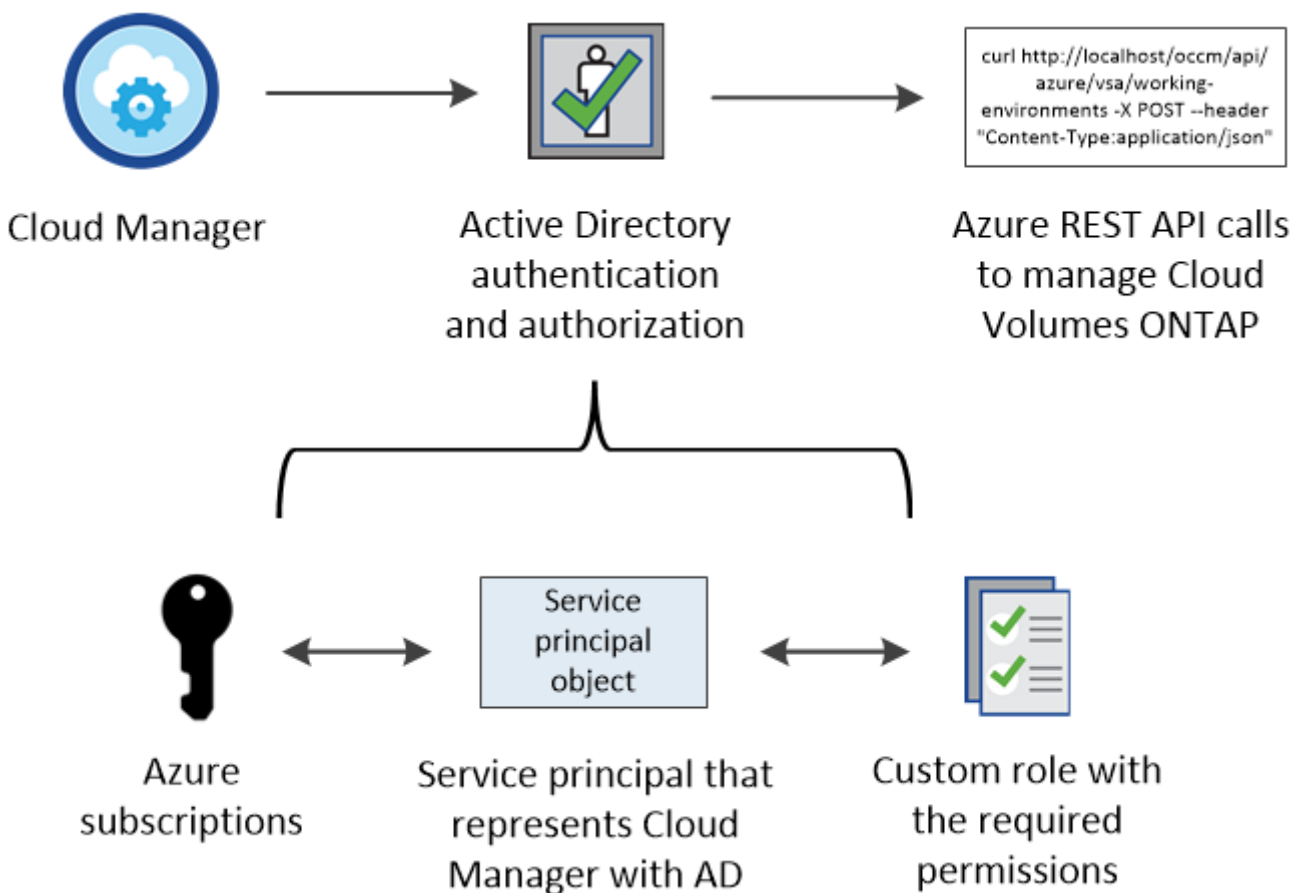 curl http://localhost/occm/api/
azure/vsa/working-
environments -X POST --header
"Content-Type:application/json"
Cloud Manager
Active Directory
authentication
and authorization
Azure REST API calls
to manage Cloud
Volumes ONTAP
Service
principal
object
Azure
subscriptions
Service principal that
represents Cloud
Manager with AD
Custom role with
the required
permissions